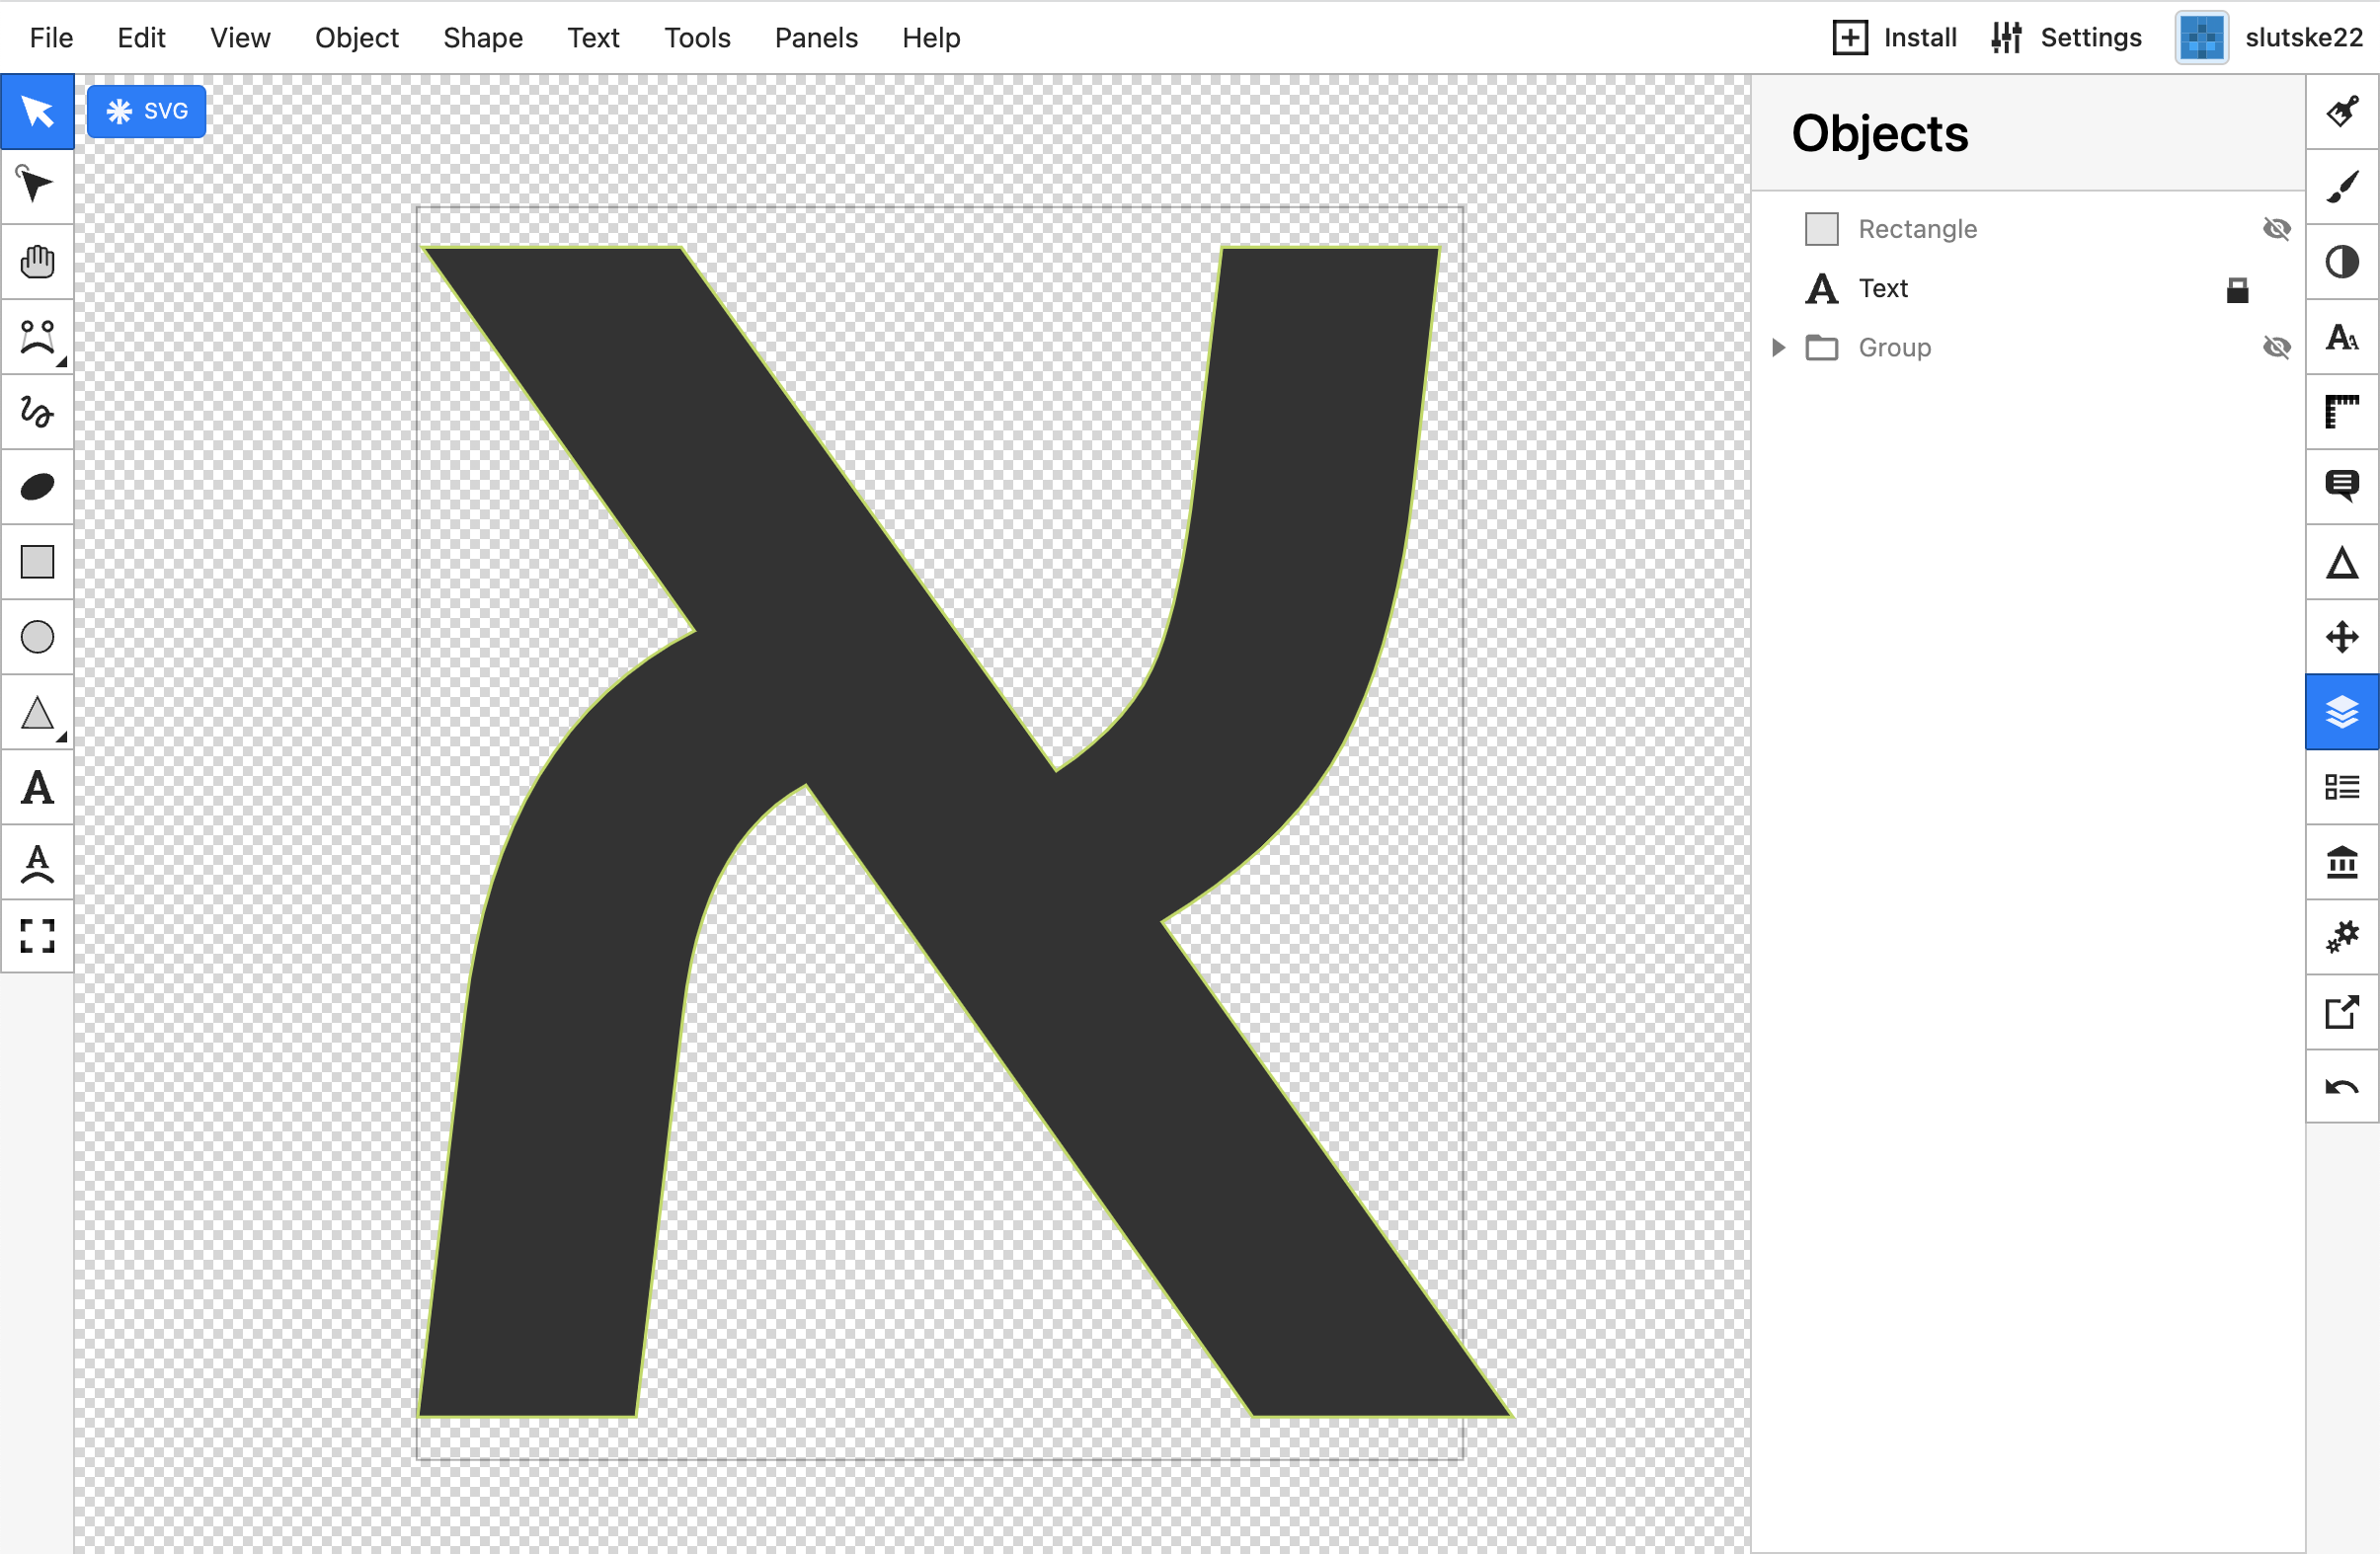 File Edit View Object Shape Text Tools Panels Help Install Settings slutske22
SVG
Objects
Rectangle
Text
Group
א